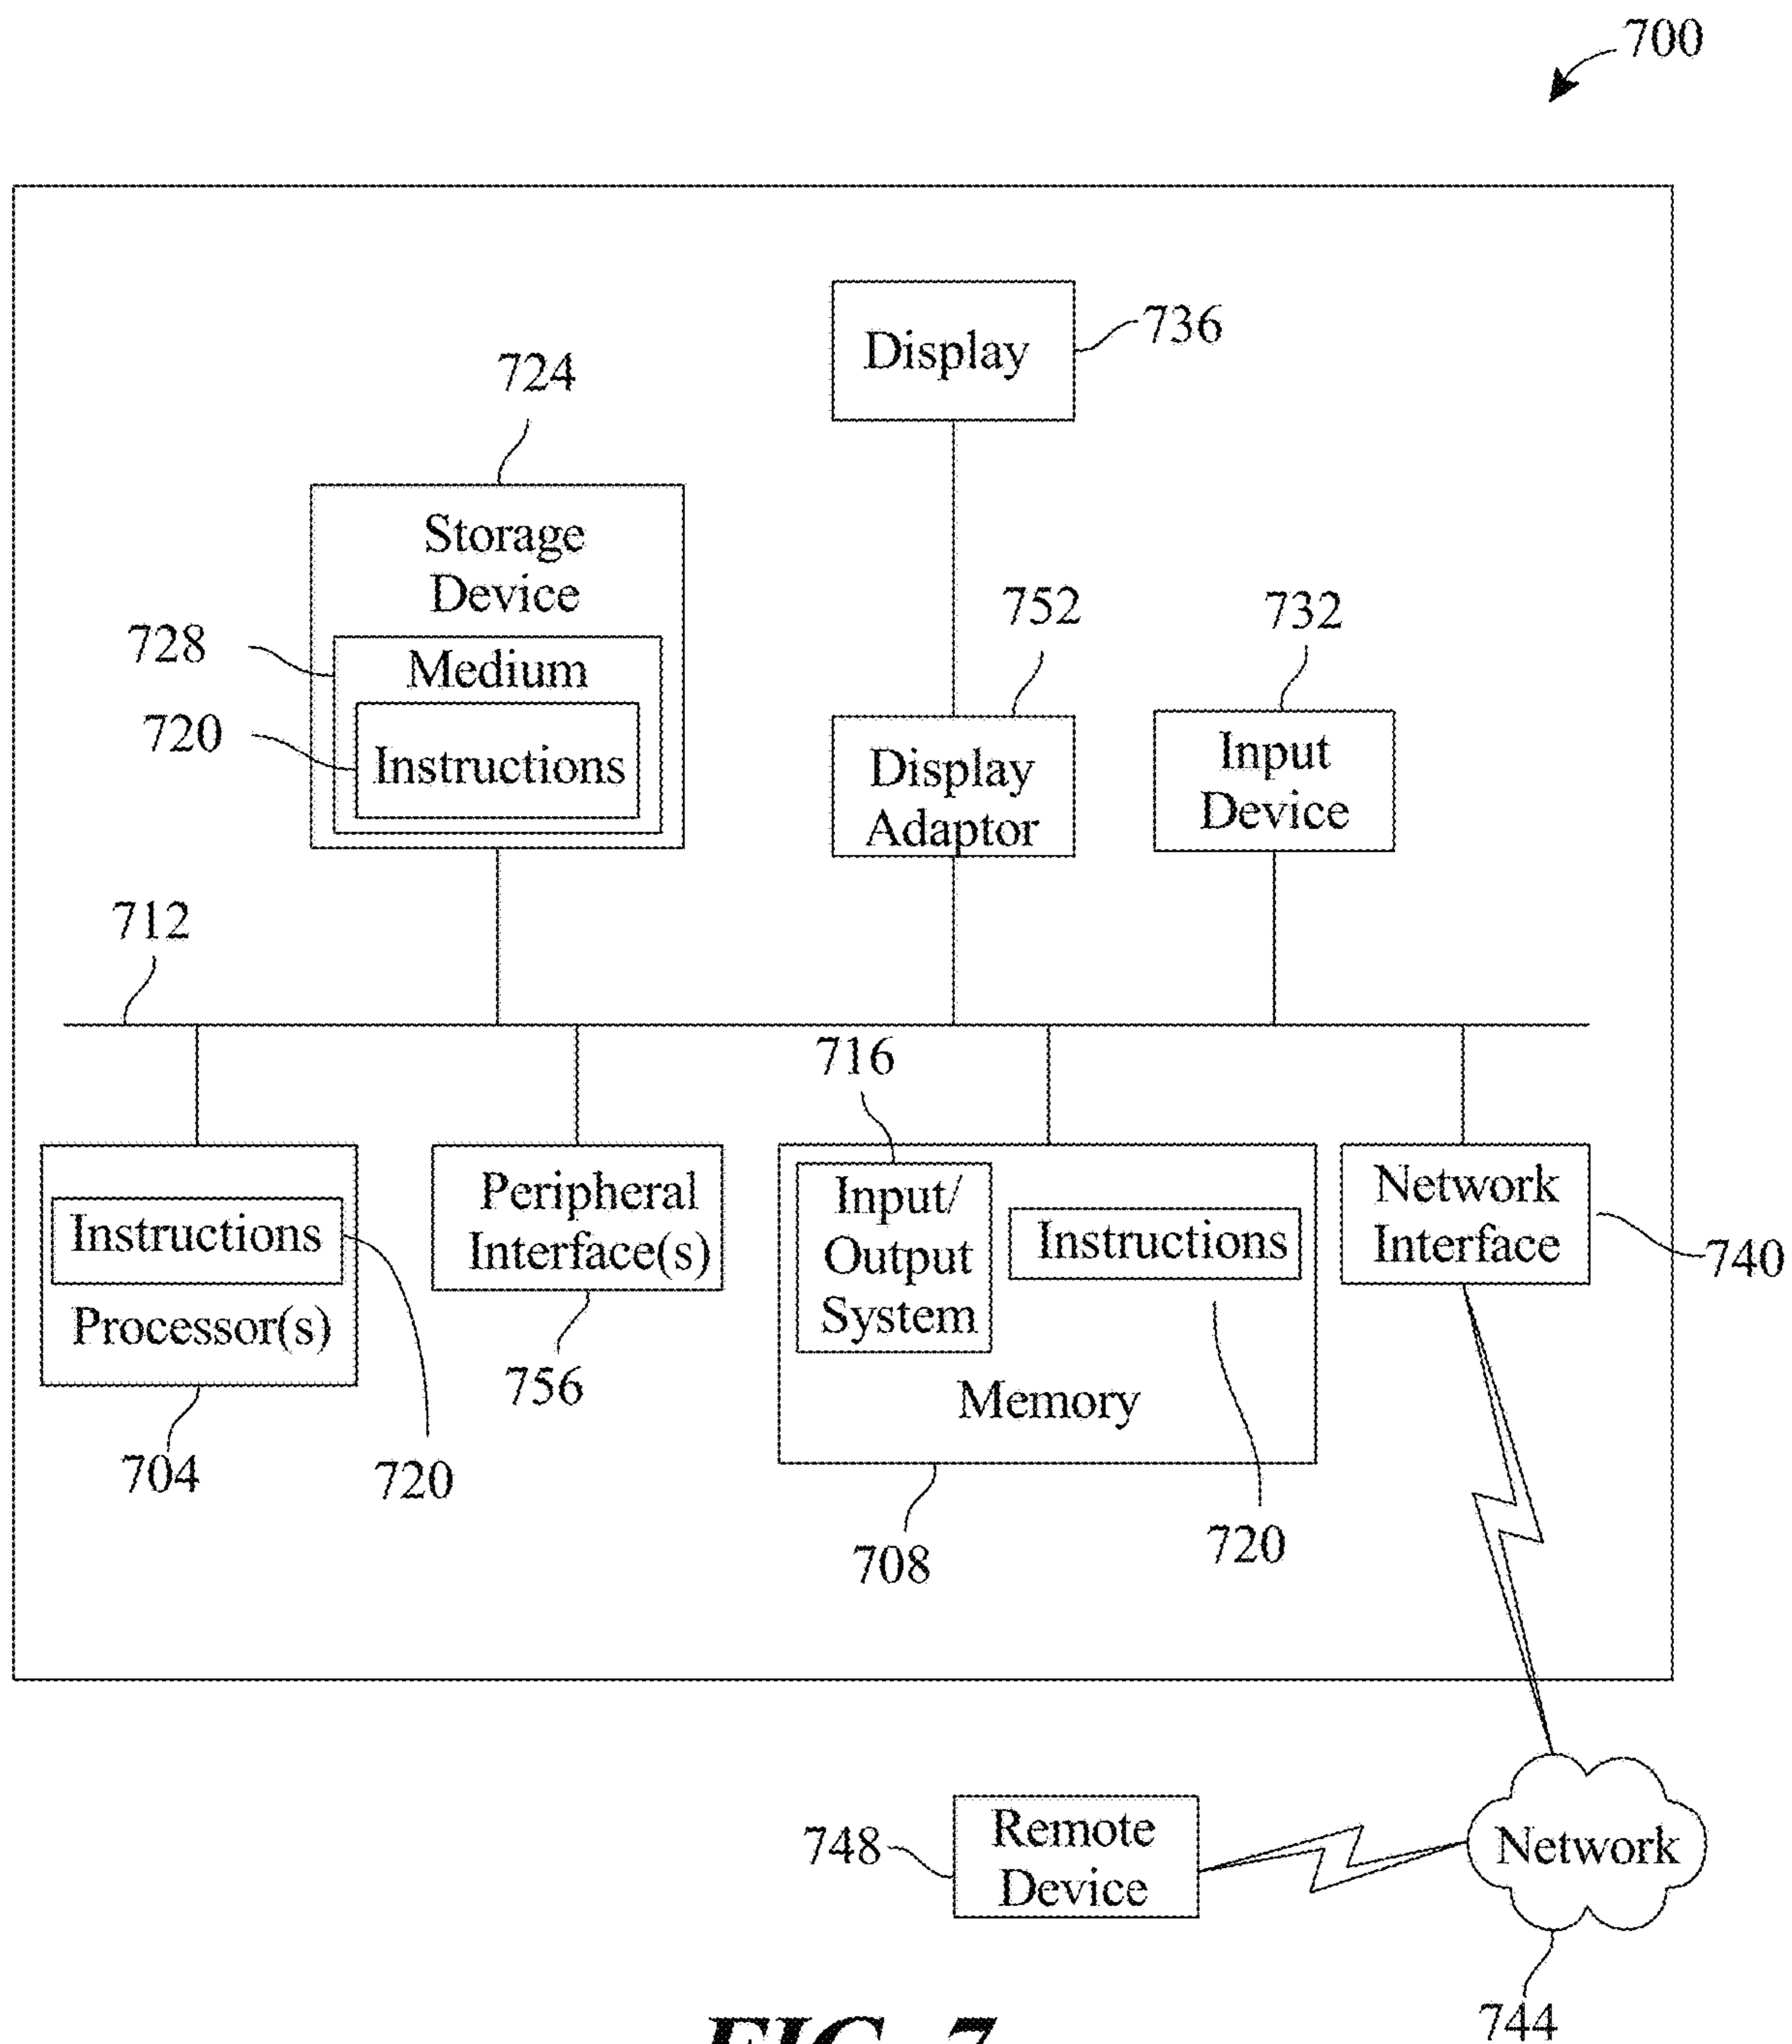 700
Display
736
724
Storage
Device
728
Medium
720
Instructions
752
Display
Adaptor
732
Input
Device
712
716
Instructions
Processor(s)
704
720
Peripheral
Interface(s)
756
Input/
Output
System
Instructions
Memory
708
720
Network
Interface
740
748
Remote
Device
Network
744
FIG. 7